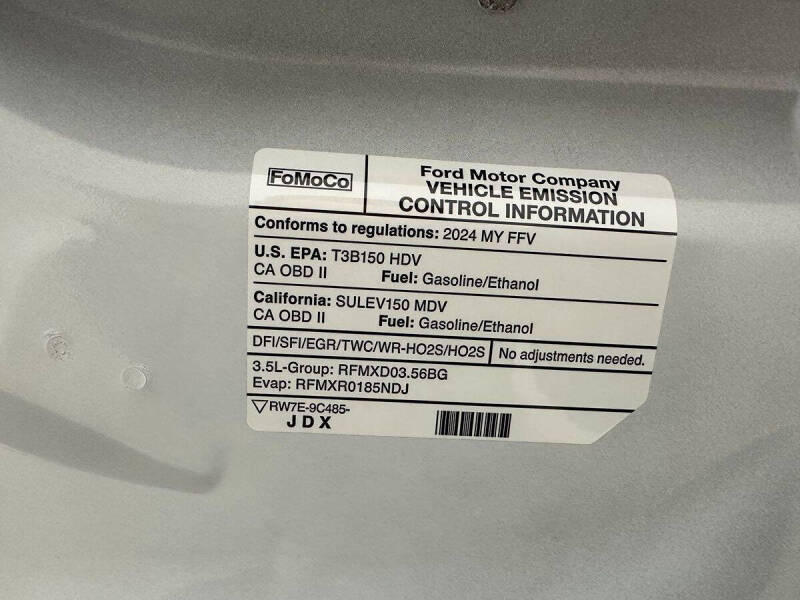 FoMoCo
Ford Motor Company
VEHICLE EMISSION
CONTROL INFORMATION
Conforms to regulations: 2024 MY FFV
U.S. EPA: T3B150 HDV
CA OBD II Fuel: Gasoline/Ethanol
California: SULEV150 MDV
CA OBD II Fuel: Gasoline/Ethanol
DFI/SFI/EGR/TWC/WR-HO2S/HO2S No adjustments needed.
3.5L-Group: RFMXD03.56BG
Evap: RFMXR0185NDJ
RW7E-9C485-
JDX